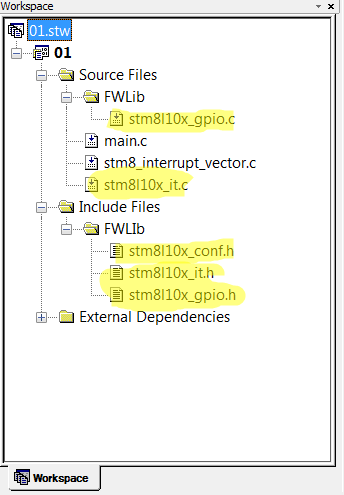 Workspace
01.stw
01
Source Files
FWLib
stm8l10x_gpio.c
main.c
stm8_interrupt_vector.c
stm8l10x_it.c
Include Files
FWLIb
stm8l10x_conf.h
stm8l10x_it.h
stm8l10x_gpio.h
External Dependencies
Workspace